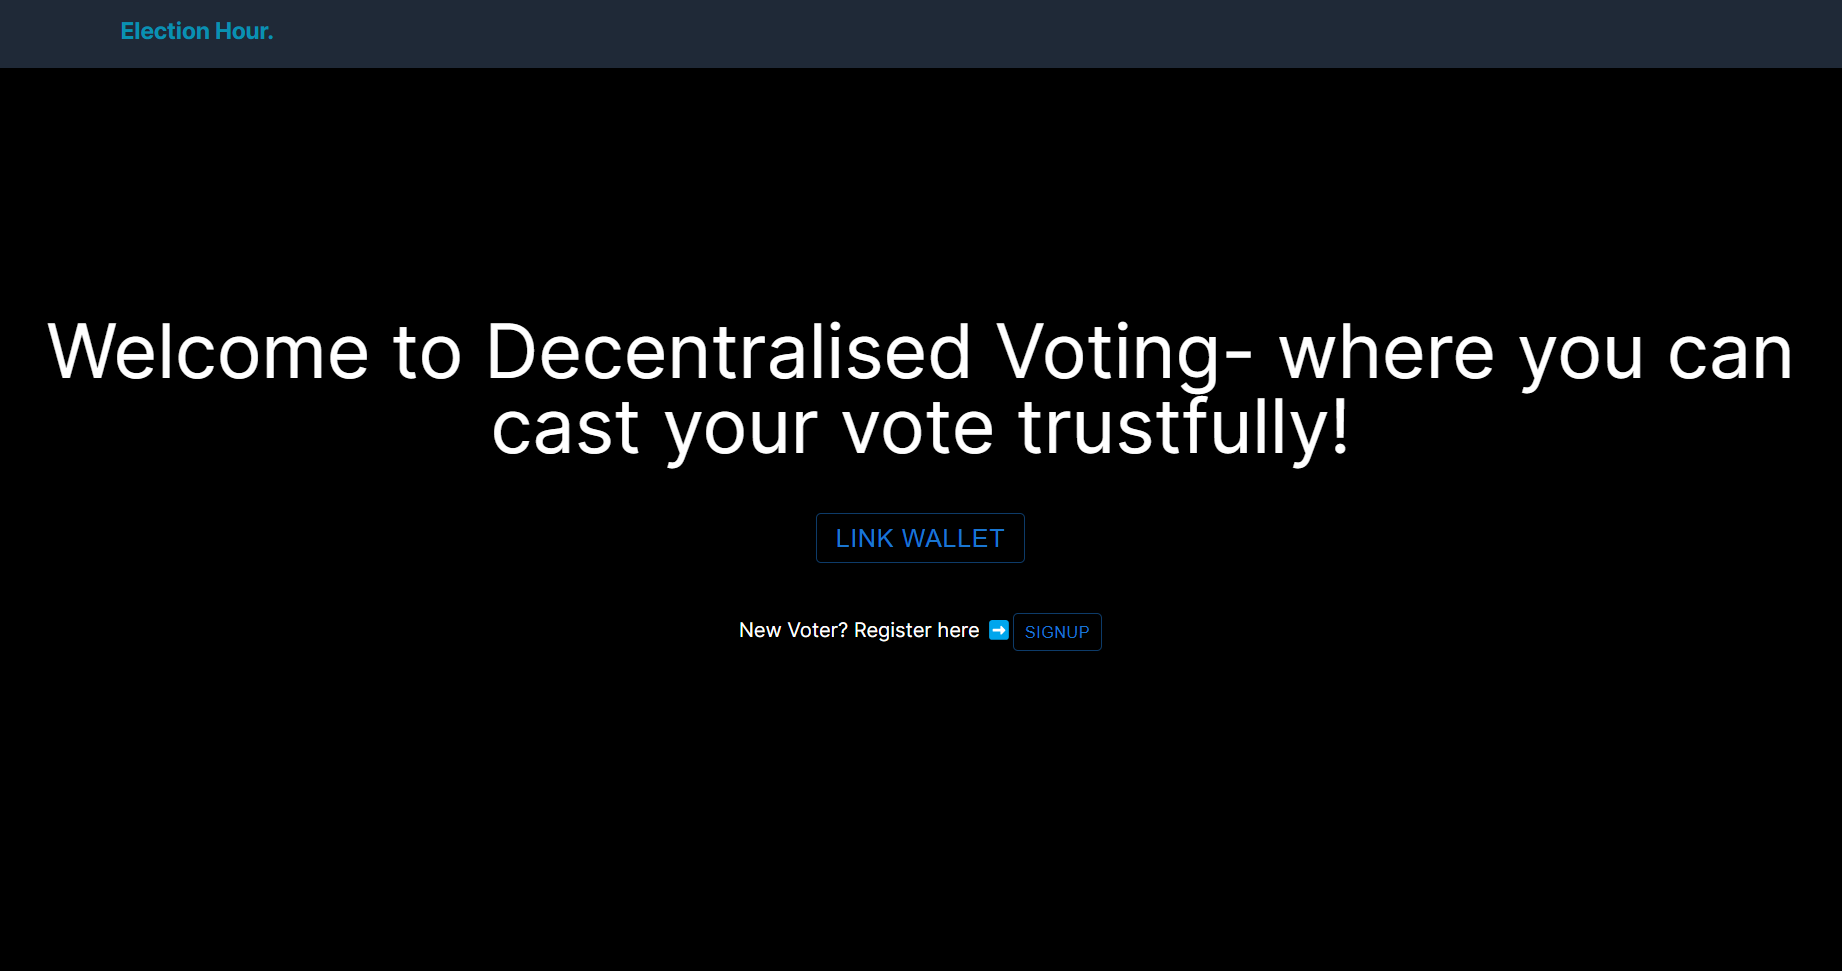 Election Hour.
Welcome to Decentralised Voting- where you can
cast your vote trustfully!
LINK WALLET
New Voter? Register here ➡️ SIGNUP